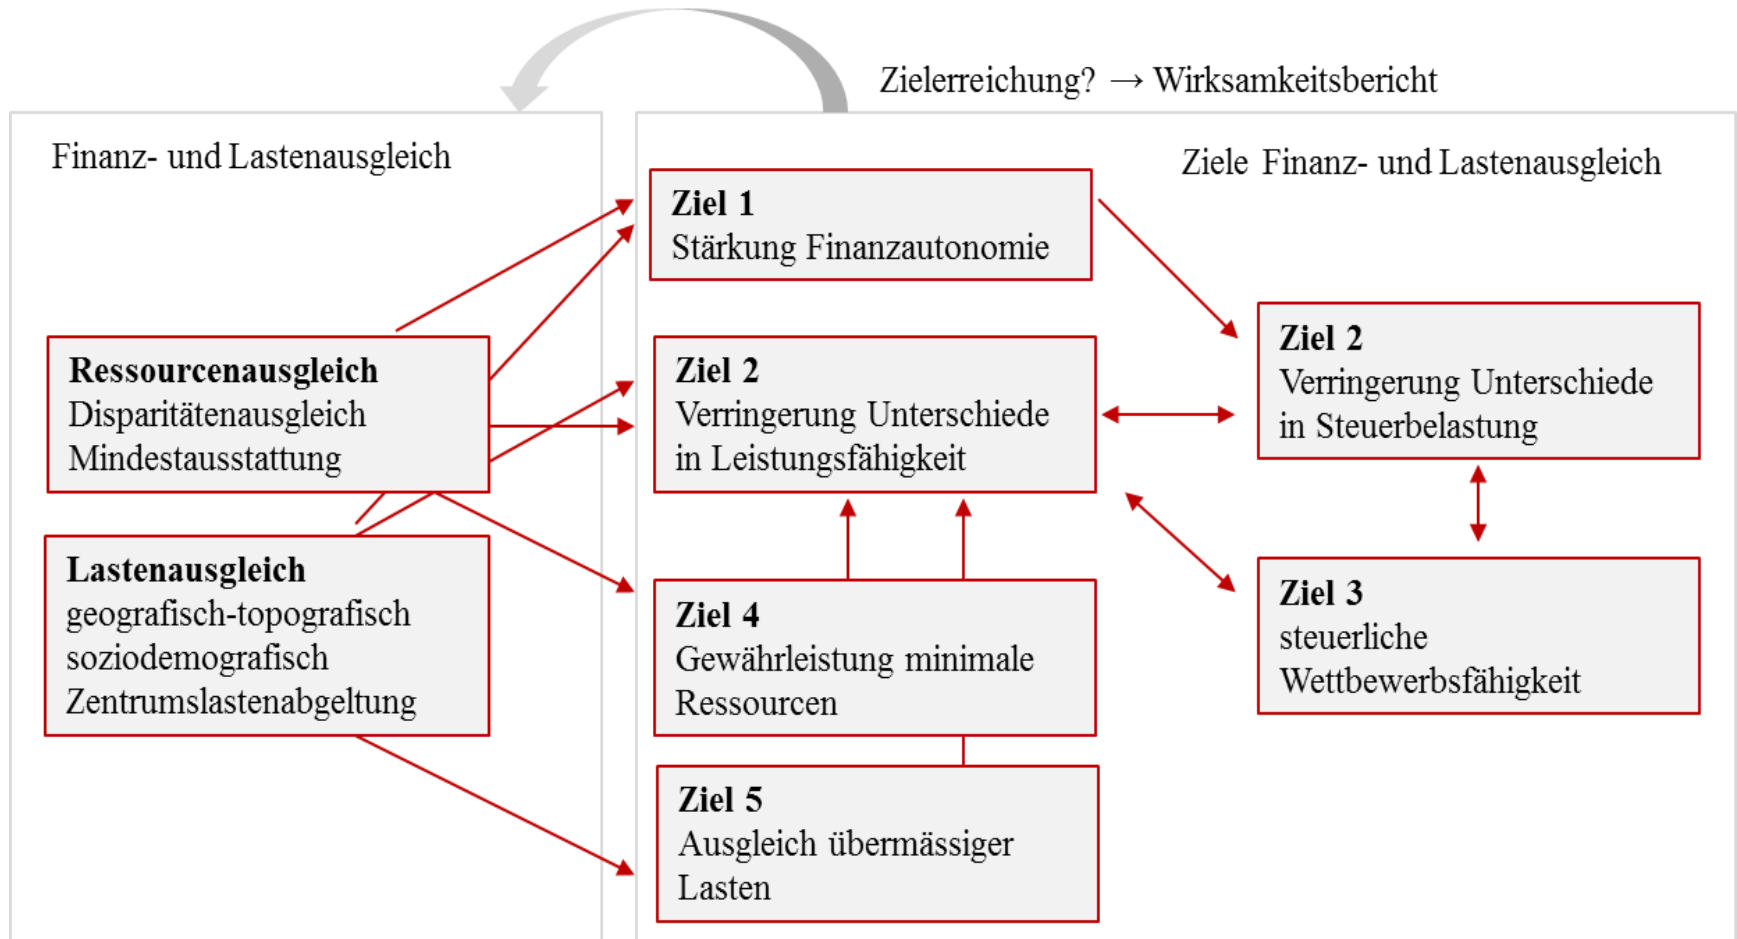 Zielerreichung? → Wirksamkeitsbericht
Finanz- und Lastenausgleich
Ziele Finanz- und Lastenausgleich
Ressourcenausgleich
Disparitätenausgleich
Mindestausstattung
Lastenausgleich
geografisch-topografisch
soziodemografisch
Zentrumslastenabgeltung
Ziel 1
Stärkung Finanzautonomie
Ziel 2
Verringerung Unterschiede
in Leistungsfähigkeit
Ziel 4
Gewährleistung minimale
Ressourcen
Ziel 5
Ausgleich übermässiger
Lasten
Ziel 2
Verringerung Unterschiede
in Steuerbelastung
Ziel 3
steuerliche
Wettbewerbsfähigkeit